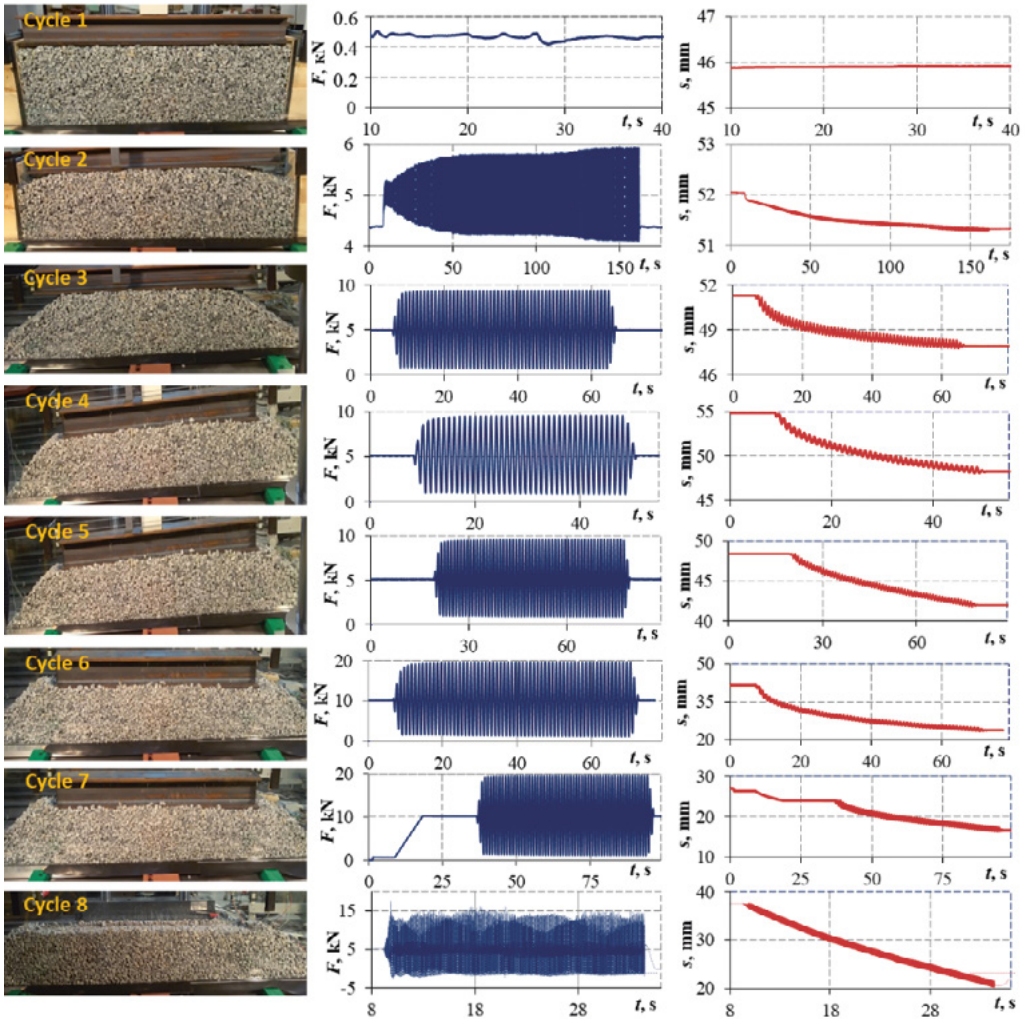 Cycle 1
F, kN
0.6
0.4
0.2
0
10 20 30 40
t, s
s, mm
47
46
45
10 20 30 40
t, s
Cycle 2
F, kN
6
5
4
0 50 100 150
t, s
s, mm
53
52
51
0 50 100 150
t, s
Cycle 3
F, kN
10
5
0
0 20 40 60
t, s
s, mm
52
49
46
0 20 40 60
t, s
Cycle 4
F, kN
10
5
0
0 20 40
t, s
s, mm
55
50
45
0 20 40
t, s
Cycle 5
F, kN
10
5
0
0 30 60
t, s
s, mm
50
45
40
0 30 60
t, s
Cycle 6
F, kN
20
10
0
0 20 40 60
t, s
s, mm
50
35
20
0 20 40 60
t, s
Cycle 7
F, kN
20
10
0
0 25 50 75
t, s
s, mm
30
20
10
0 25 50 75
t, s
Cycle 8
F, kN
15
5
-5
8 18 28
t, s
s, mm
40
30
20
8 18 28
t, s